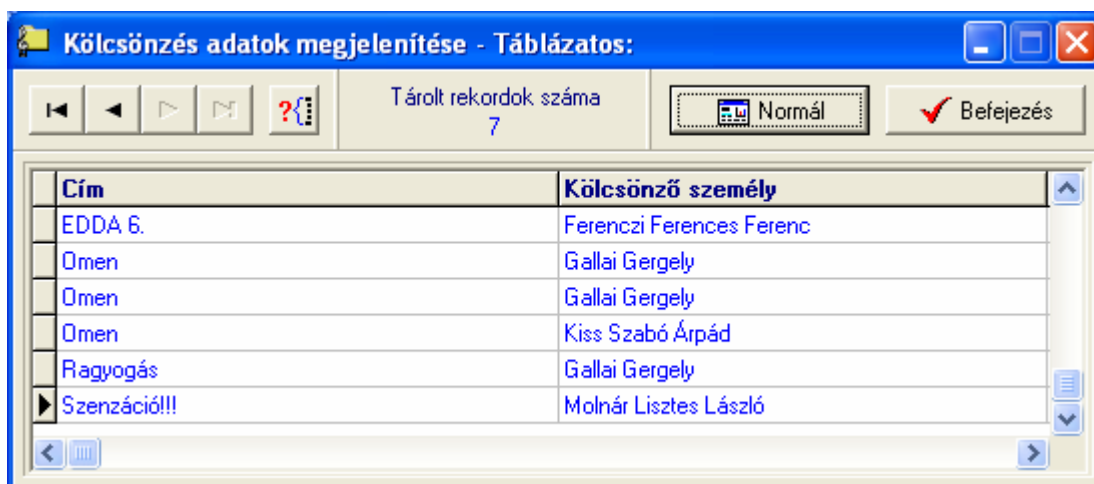 Kölcsönzés adatok megjelenítése - Táblázatos:
?{
Tárolt rekordok száma
7
Normál
Befejezés
Cím Kölcsönző személy
EDDA 6. Ferenczi Ferences Ferenc
Omen Gallai Gergely
Omen Gallai Gergely
Omen Kiss Szabó Árpád
Ragyogás Gallai Gergely
Szenzáció!!! Molnár Lisztes László